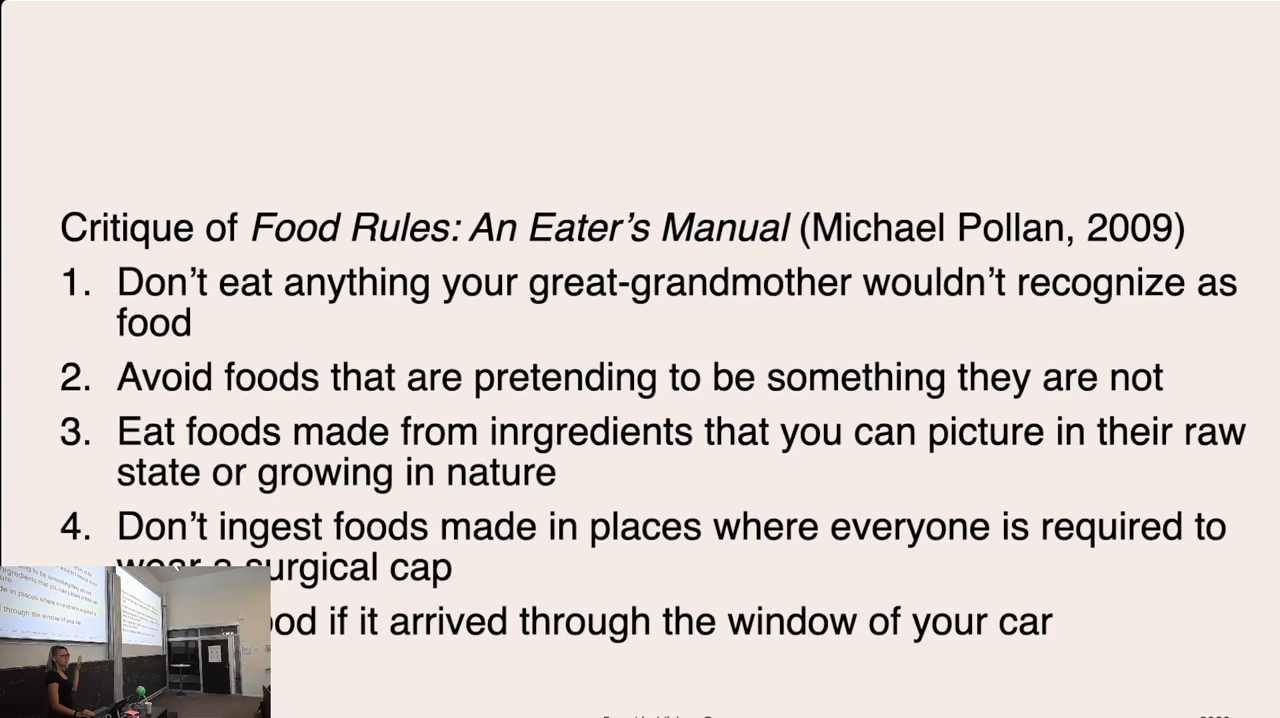 Critique of Food Rules: An Eater’s Manual (Michael Pollan, 2009)
1. Don’t eat anything your great-grandmother wouldn’t recognize as
food
2. Avoid foods that are pretending to be something they are not
3. Eat foods made from inrgredients that you can picture in their raw
state or growing in nature
4. Don’t ingest foods made in places where everyone is required to
wear a surgical cap
if it arrived through the window of your car